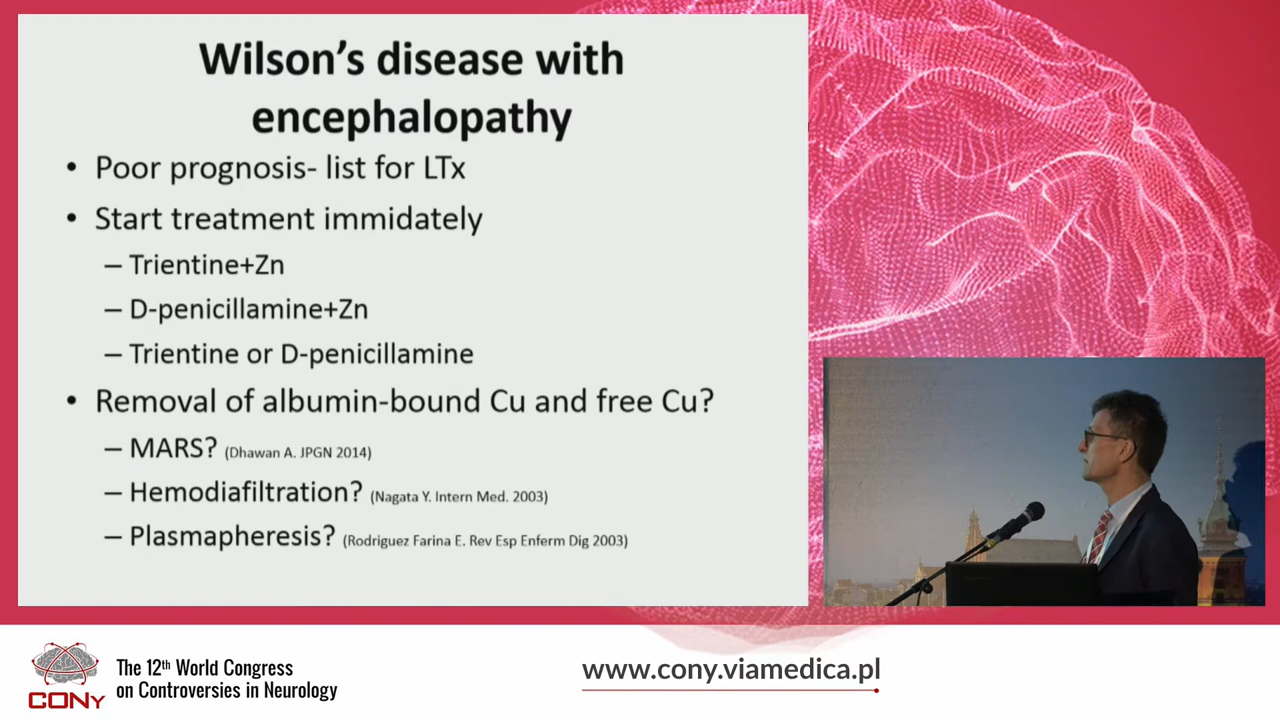 Wilson's disease with
encephalopathy
• Poor prognosis- list for LTx
• Start treatment immidately
– Trientine+Zn
– D-penicillamine+Zn
– Trientine or D-penicillamine
• Removal of albumin-bound Cu and free Cu?
– MARS? (Dhawan A. JPGN 2014)
– Hemodiafiltration? (Nagata Y. Intern Med. 2003)
– Plasmapheresis? (Rodriguez Farina E. Rev Esp Enferm Dig 2003)
CONy
The 12th World Congress
on Controversies in Neurology
www.cony.viamedica.pl